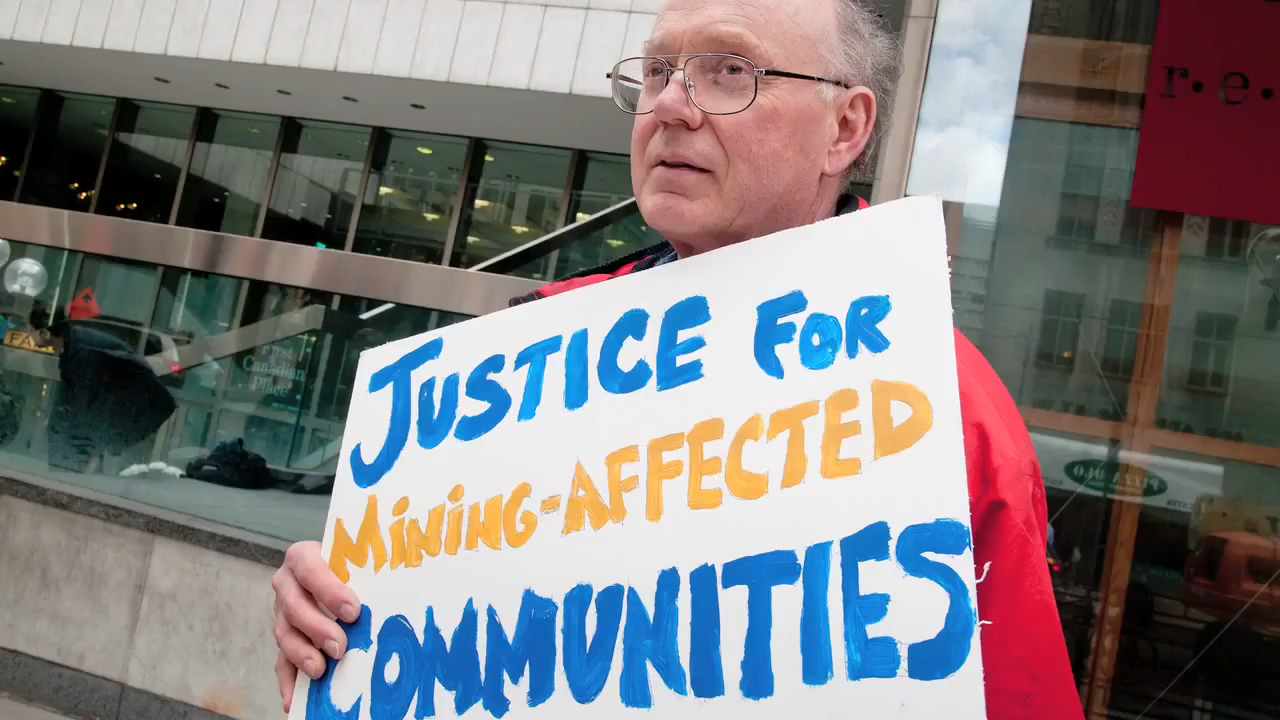 JUSTICE FOR
MiNiNG-AFFECTED
COMMUNITIES
r.e.
First
Canadian
Place